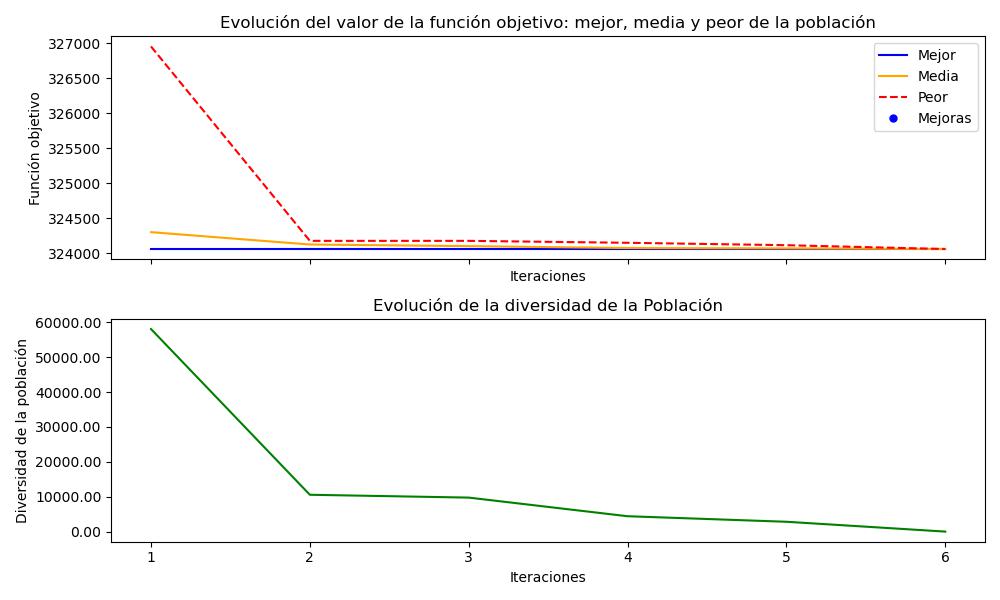 Evolución del valor de la función objetivo: mejor, media y peor de la población
327000
326500
326000
325500
325000
324500
324000
Función objetivo
Mejor
Media
Peor
Mejoras
Iteraciones
Evolución de la diversidad de la Población
60000.00
50000.00
40000.00
30000.00
20000.00
10000.00
0.00
Diversidad de la población
1 2 3 4 5 6
Iteraciones